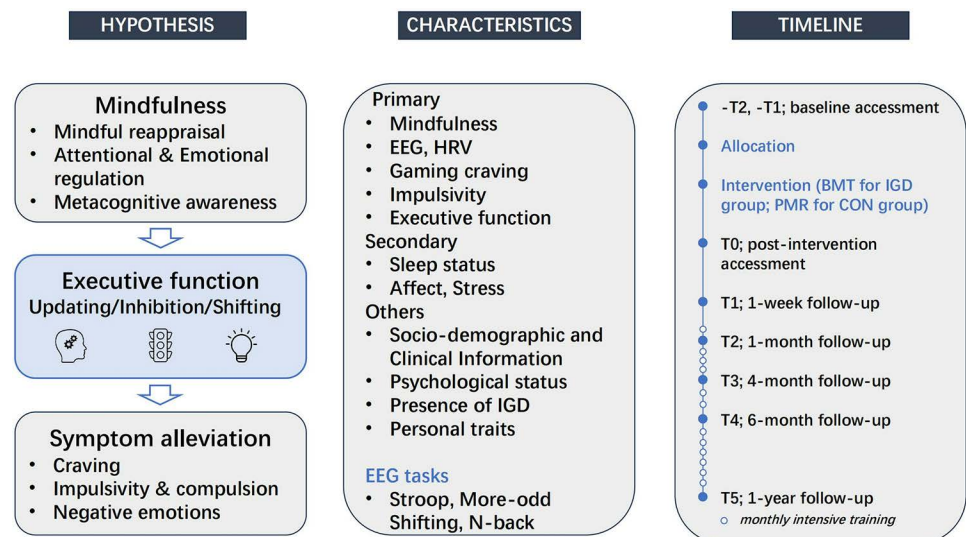 HYPOTHESIS
Mindfulness
• Mindful reappraisal
• Attentional & Emotional
regulation
• Metacognitive awareness
Executive function
Updating/Inhibition/Shifting
Symptom alleviation
• Craving
• Impulsivity & compulsion
• Negative emotions
CHARACTERISTICS
Primary
• Mindfulness
• EEG, HRV
• Gaming craving
• Impulsivity
• Executive function
Secondary
• Sleep status
• Affect, Stress
Others
• Socio-demographic and
Clinical Information
• Psychological status
• Presence of IGD
• Personal traits
EEG tasks
• Stroop, More-odd
Shifting, N-back
TIMELINE
-T2, -T1; baseline accessment
Allocation
Intervention (BMT for IGD
group; PMR for CON group)
T0; post-intervention
accessment
T1; 1-week follow-up
T2; 1-month follow-up
T3; 4-month follow-up
T4; 6-month follow-up
T5; 1-year follow-up
monthly intensive training